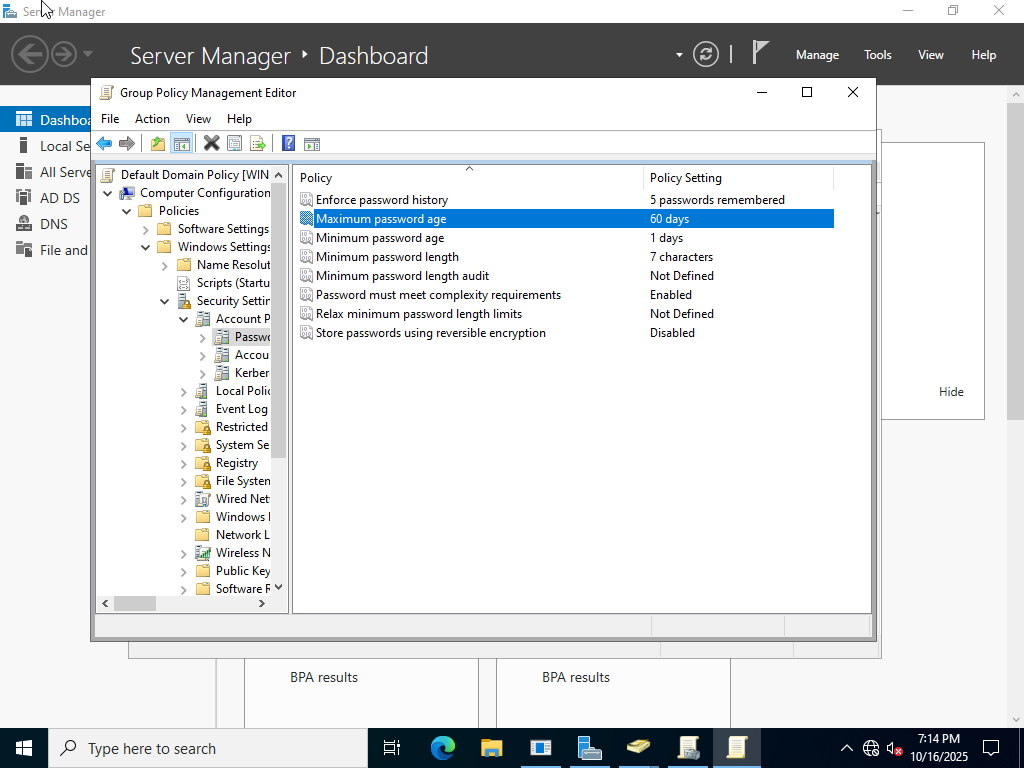 Server Manager
Server Manager ‣ Dashboard
Manage Tools View Help
Dashboa
Local Se
All Serve
AD DS
DNS
File and
Group Policy Management Editor
File Action View Help
Default Domain Policy [WIN
Computer Configuration
Policies
Software Settings
Windows Settings
Name Resolut
Scripts (Startu
Security Settin
Account P
Passwo
Accou
Kerber
Local Polic
Event Log
Restricted
System Se
Registry
File System
Wired Net
Windows
Network L
Wireless N
Public Key
Software R
Policy Policy Setting
Enforce password history 5 passwords remembered
Maximum password age 60 days
Minimum password age 1 days
Minimum password length 7 characters
Minimum password length audit Not Defined
Password must meet complexity requirements Enabled
Relax minimum password length limits Not Defined
Store passwords using reversible encryption Disabled
Hide
BPA results BPA results
Type here to search
7:14 PM
10/16/2025